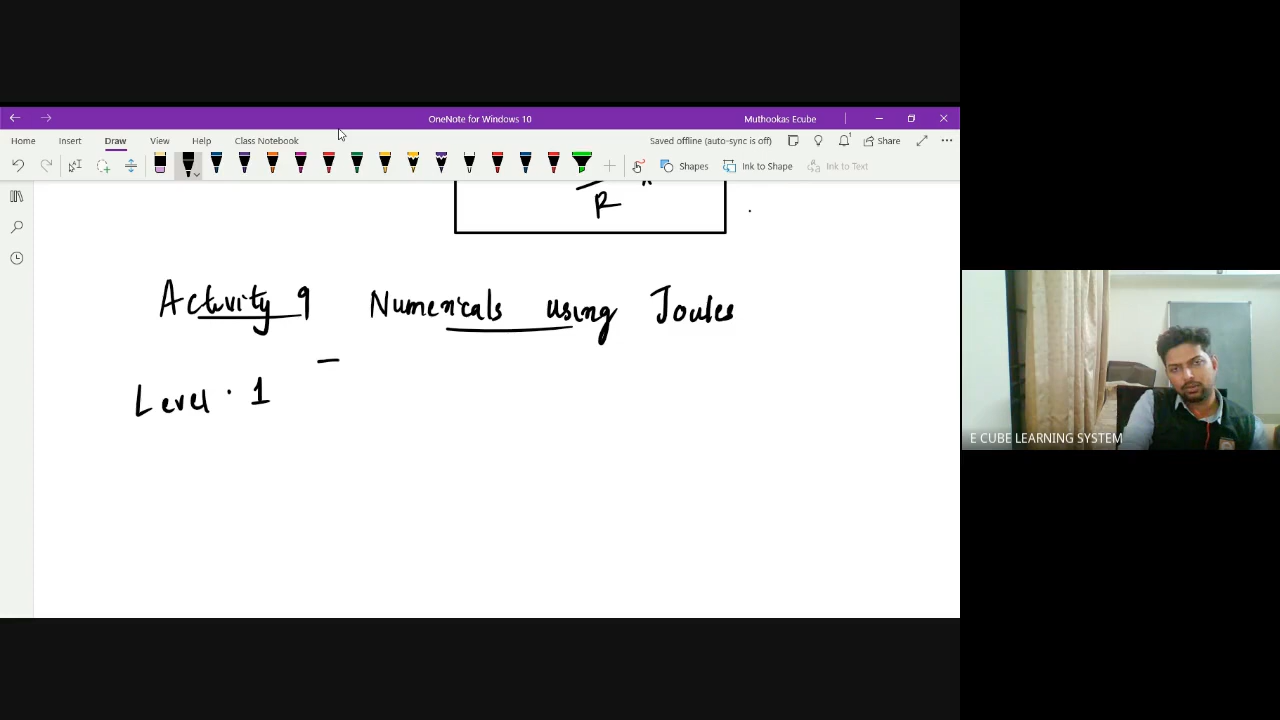 OneNote for Windows 10
Muthookas Ecube
Home Insert Draw View Help Class Notebook
Saved offline (auto-sync is off)
Share
Shapes
Ink to Shape
Ink to Text
R
Activity 9 Numericals using Joules
Level . 1
E CUBE LEARNING SYSTEM